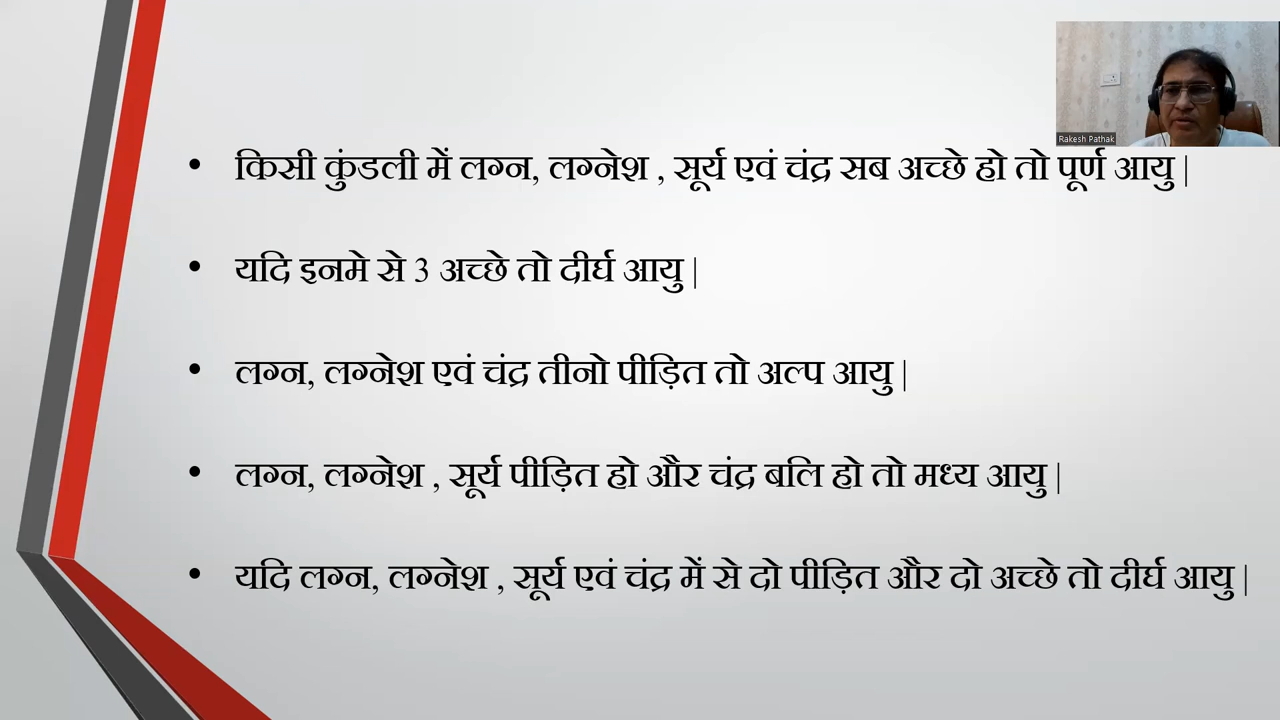 Rakesh Pathak
• किसी कुंडली में लग्न, लग्नेश , सूर्य एवं चंद्र सब अच्छे हो तो पूर्ण आयु |
• यदि इनमे से 3 अच्छे तो दीर्घ आयु |
• लग्न, लग्नेश एवं चंद्र तीनो पीड़ित तो अल्प आयु |
• लग्न, लग्नेश , सूर्य पीड़ित हो और चंद्र बलि हो तो मध्य आयु |
• यदि लग्न, लग्नेश , सूर्य एवं चंद्र में से दो पीड़ित और दो अच्छे तो दीर्घ आयु |